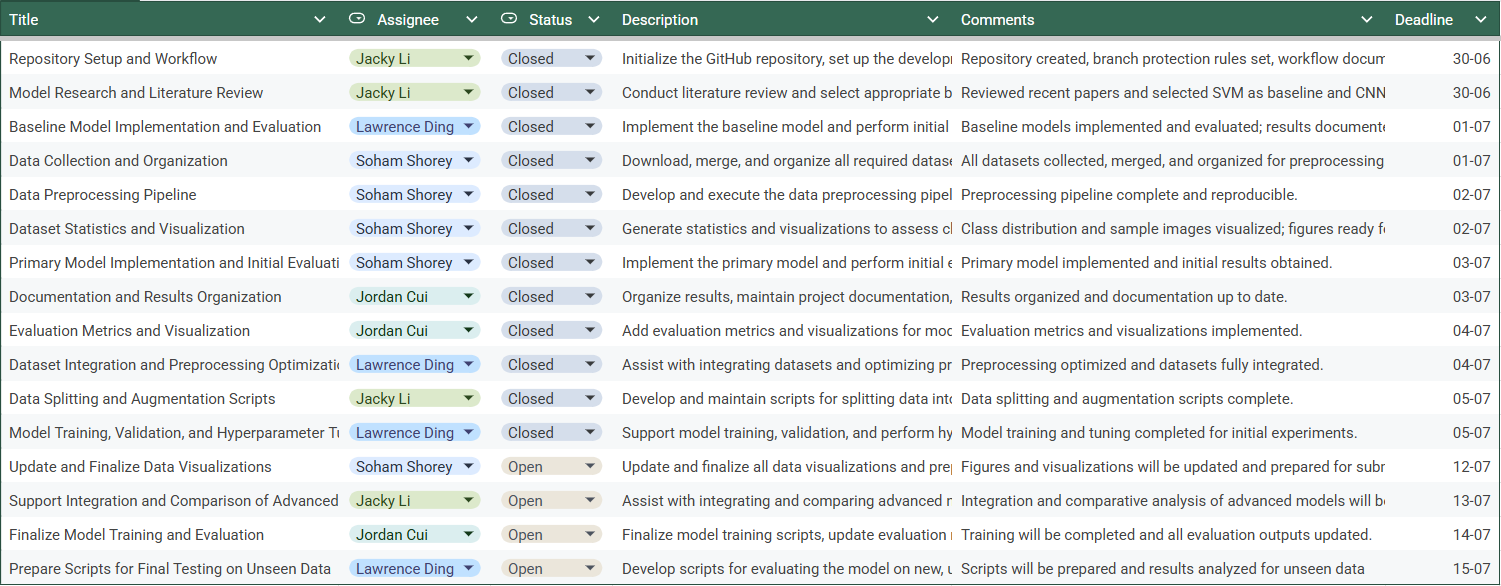 Title Assignee Status Description Comments Deadline
Repository Setup and Workflow Jacky Li Closed Initialize the GitHub repository, set up the develop Repository created, branch protection rules set, workflow docum 30-06
Model Research and Literature Review Jacky Li Closed Conduct literature review and select appropriate b Reviewed recent papers and selected SVM as baseline and CNN 30-06
Baseline Model Implementation and Evaluation Lawrence Ding Closed Implement the baseline model and perform initial Baseline models implemented and evaluated; results documente 01-07
Data Collection and Organization Soham Shorey Closed Download, merge, and organize all required datase All datasets collected, merged, and organized for preprocessing 01-07
Data Preprocessing Pipeline Soham Shorey Closed Develop and execute the data preprocessing pipel Preprocessing pipeline complete and reproducible. 02-07
Dataset Statistics and Visualization Soham Shorey Closed Generate statistics and visualizations to assess cl Class distribution and sample images visualized; figures ready fo 02-07
Primary Model Implementation and Initial Evaluati Soham Shorey Closed Implement the primary model and perform initial e Primary model implemented and initial results obtained. 03-07
Documentation and Results Organization Jordan Cui Closed Organize results, maintain project documentation, Results organized and documentation up to date. 03-07
Evaluation Metrics and Visualization Jordan Cui Closed Add evaluation metrics and visualizations for mod Evaluation metrics and visualizations implemented. 04-07
Dataset Integration and Preprocessing Optimizatio Lawrence Ding Closed Assist with integrating datasets and optimizing pr Preprocessing optimized and datasets fully integrated. 04-07
Data Splitting and Augmentation Scripts Jacky Li Closed Develop and maintain scripts for splitting data into Data splitting and augmentation scripts complete. 05-07
Model Training, Validation, and Hyperparameter Tu Lawrence Ding Closed Support model training, validation, and perform hy Model training and tuning completed for initial experiments. 05-07
Update and Finalize Data Visualizations Soham Shorey Open Update and finalize all data visualizations and prep Figures and visualizations will be updated and prepared for subm 12-07
Support Integration and Comparison of Advanced Jacky Li Open Assist with integrating and comparing advanced m Integration and comparative analysis of advanced models will be 13-07
Finalize Model Training and Evaluation Jordan Cui Open Finalize model training scripts, update evaluation Training will be completed and all evaluation outputs updated. 14-07
Prepare Scripts for Final Testing on Unseen Data Lawrence Ding Open Develop scripts for evaluating the model on new, u Scripts will be prepared and results analyzed for unseen data 15-07